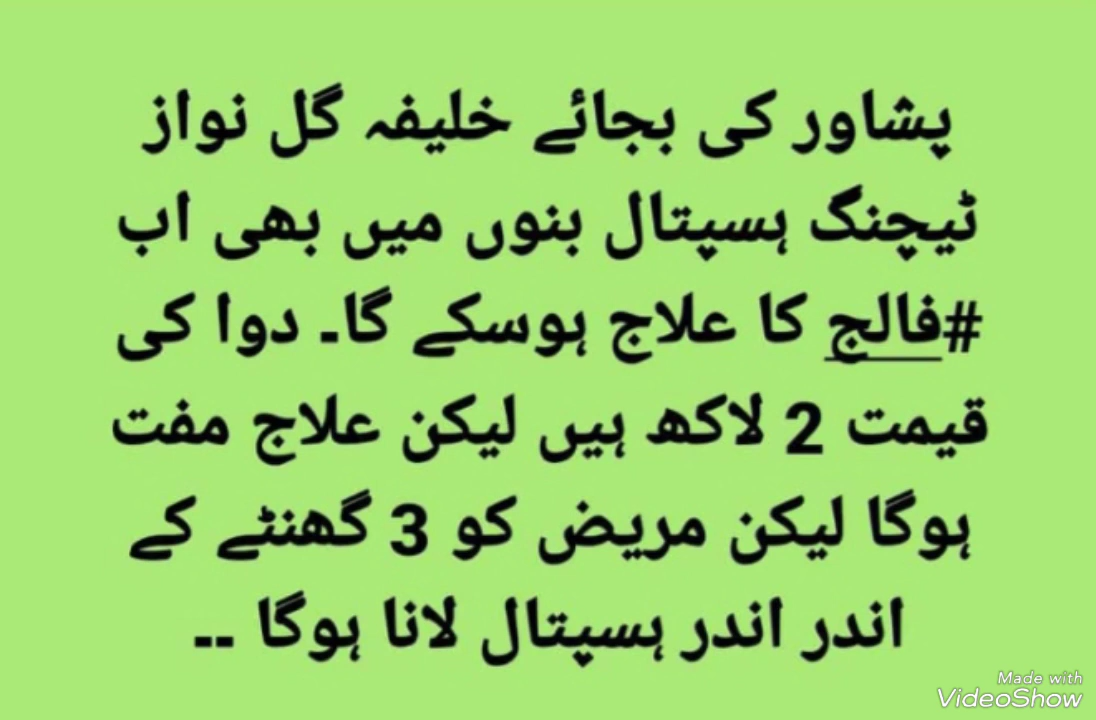 پشاور کی بجائے خلیفہ گل نواز
ٹیچنگ ہسپتال بنوں میں بھی اب
#فالج کا علاج ہوسکے گا۔ دوا کی
قیمت 2 لاکھ ہیں لیکن علاج مفت
ہوگا لیکن مریض کو 3 گھنٹے کے
اندر اندر ہسپتال لانا ہوگا --
Made with
VideoShow